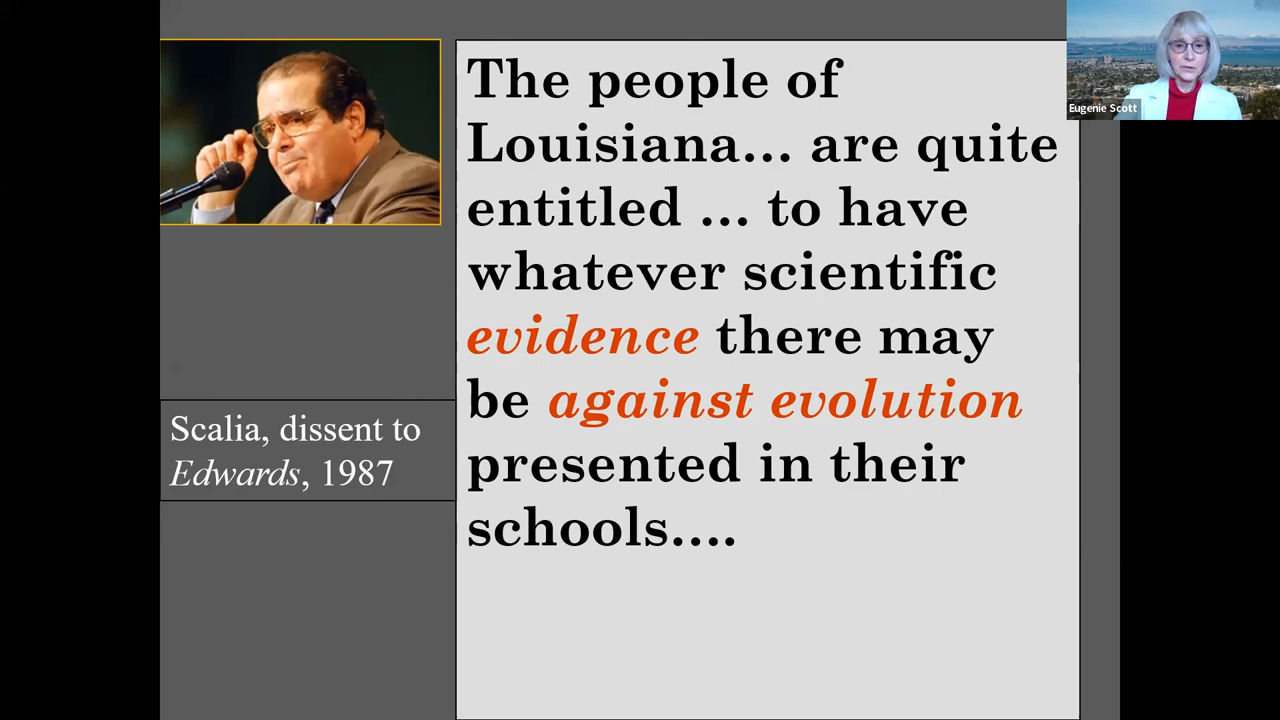 The people of
Louisiana... are quite
entitled ... to have
whatever scientific
evidence there may
be against evolution
presented in their
schools....
Scalia, dissent to
Edwards, 1987
Eugenie Scott